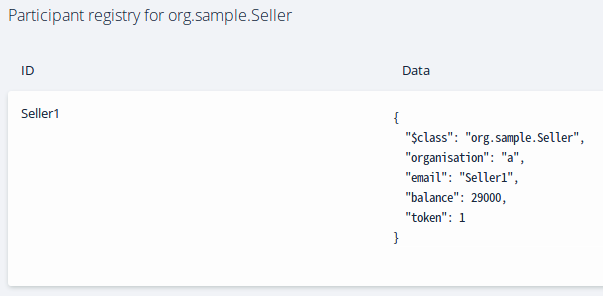 Participant registry for org.sample.Seller
ID Data
Seller1
{
"$class": "org.sample.Seller",
"organisation": "a",
"email": "Seller1",
"balance": 29000,
"token": 1
}